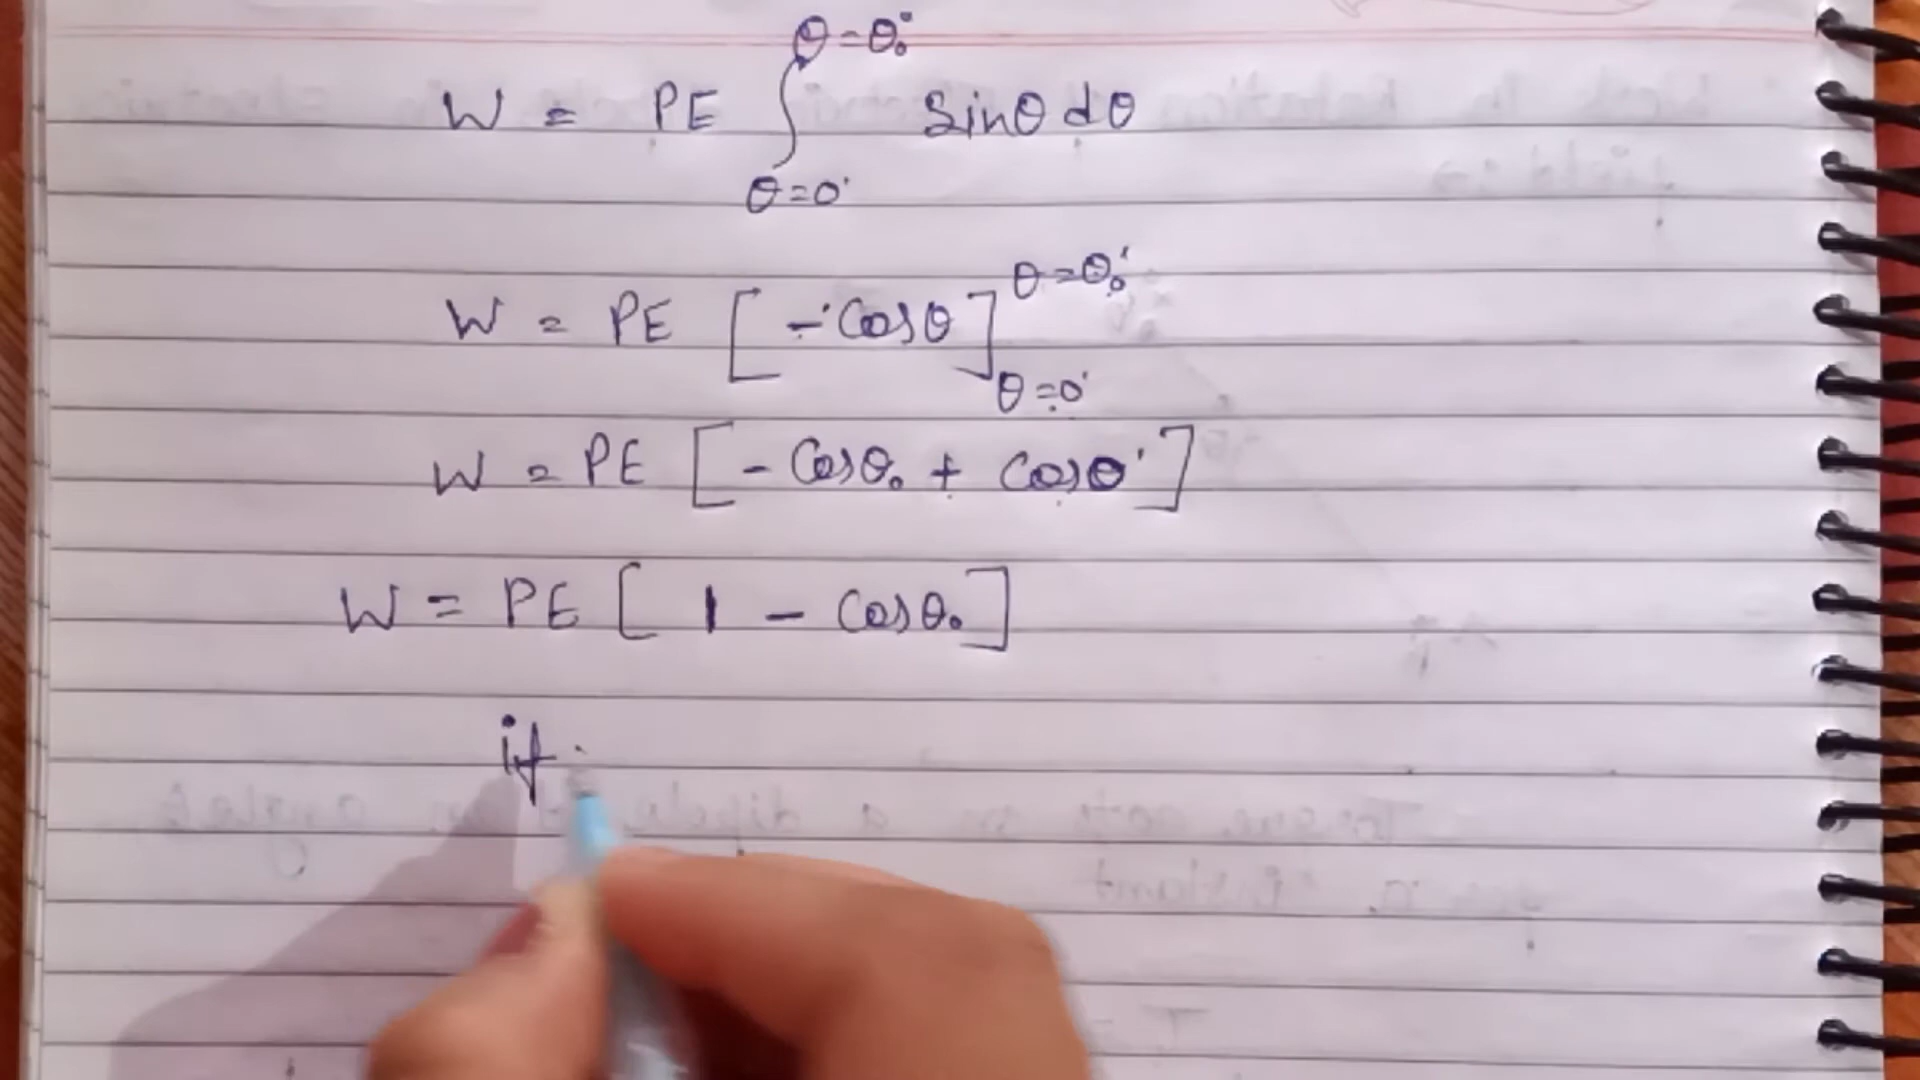 θ = θ₀°
W = PE ∫ Sinθ dθ
θ = 0°
W = PE [ - Cosθ ] θ = θ₀°
θ = 0°
W = PE [ - Cosθ₀ + Cos0° ]
W = PE [ 1 - Cosθ₀ ]
if